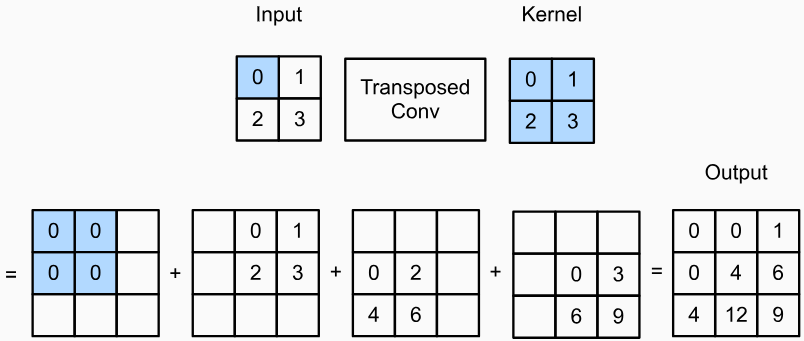 Input Kernel
0 1 Transposed Conv 0 1
2 3 2 3
Output
0 0 0 1 0 0 1
= 0 0 + 2 3 + 0 2 + 0 3 = 0 4 6
4 6 6 9 4 12 9